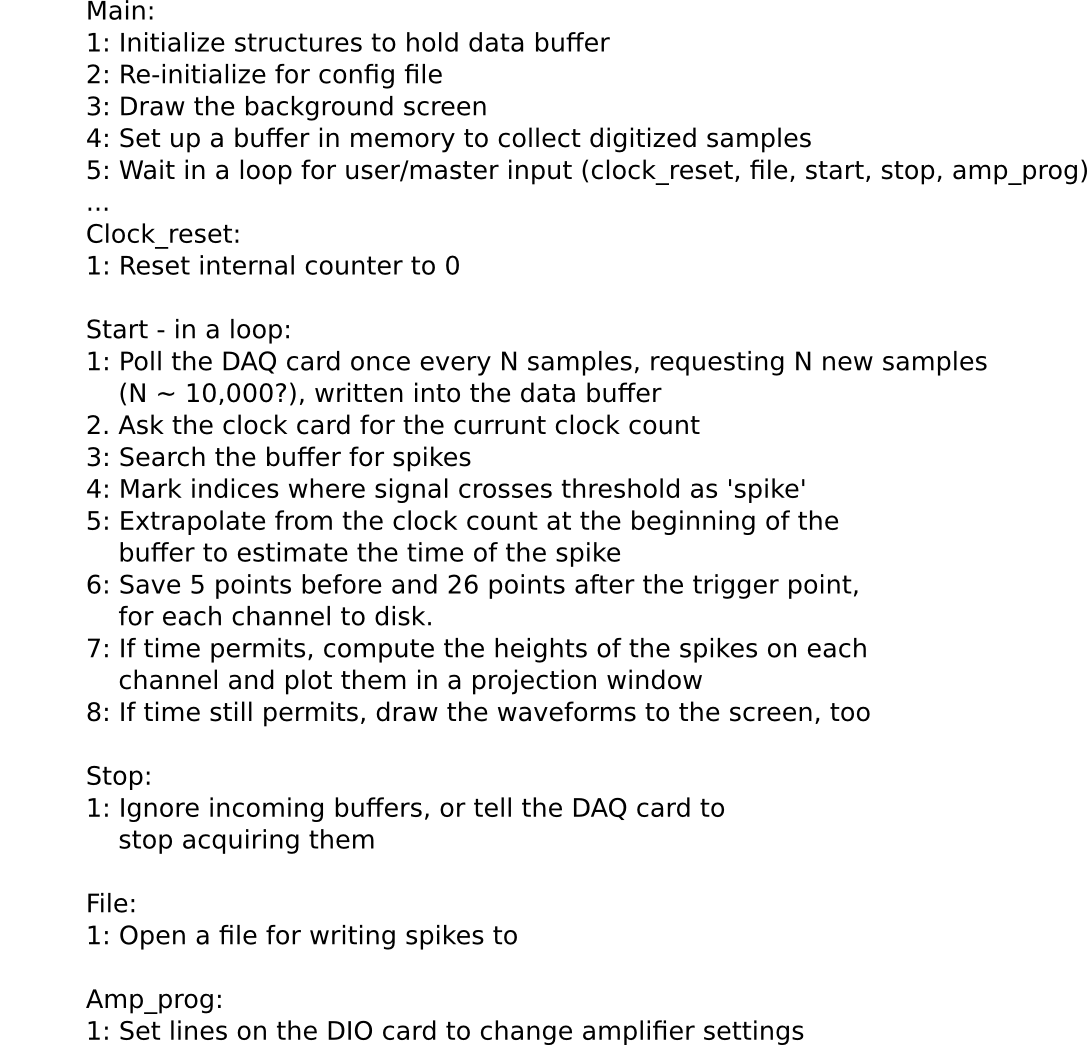 Main:
1: Initialize structures to hold data buffer
2: Re-initialize for config file
3: Draw the background screen
4: Set up a buffer in memory to collect digitized samples
5: Wait in a loop for user/master input (clock_reset, file, start, stop, amp_prog)
...
Clock_reset:
1: Reset internal counter to 0
Start - in a loop:
1: Poll the DAQ card once every N samples, requesting N new samples
(N ~ 10,000?), written into the data buffer
2. Ask the clock card for the currunt clock count
3: Search the buffer for spikes
4: Mark indices where signal crosses threshold as 'spike'
5: Extrapolate from the clock count at the beginning of the
buffer to estimate the time of the spike
6: Save 5 points before and 26 points after the trigger point,
for each channel to disk.
7: If time permits, compute the heights of the spikes on each
channel and plot them in a projection window
8: If time still permits, draw the waveforms to the screen, too
Stop:
1: Ignore incoming buffers, or tell the DAQ card to
stop acquiring them
File:
1: Open a file for writing spikes to
Amp_prog:
1: Set lines on the DIO card to change amplifier settings